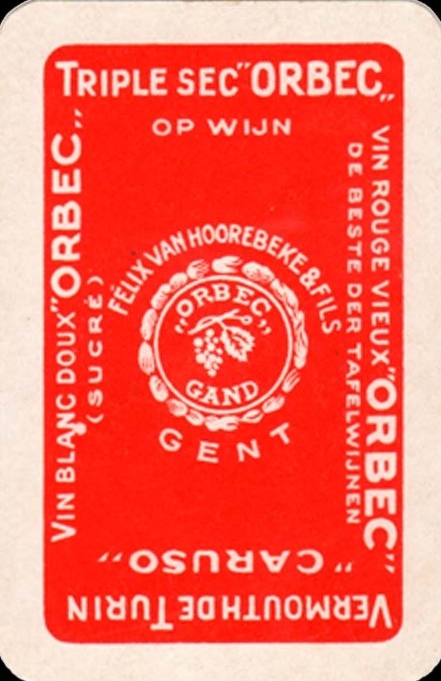 TRIPLE SEC "ORBEC"
OP WIJN
VIN ROUGE VIEUX "ORBEC"
DE BESTE DER TAFELWIJNEN
VERMOUTH DE TURIN
"CARUSO"
VIN BLANC DOUX "ORBEC"
(SUCRÉ)
FÉLIX VAN HOOREBEKE & FILS
"ORBEC"
GAND
GENT